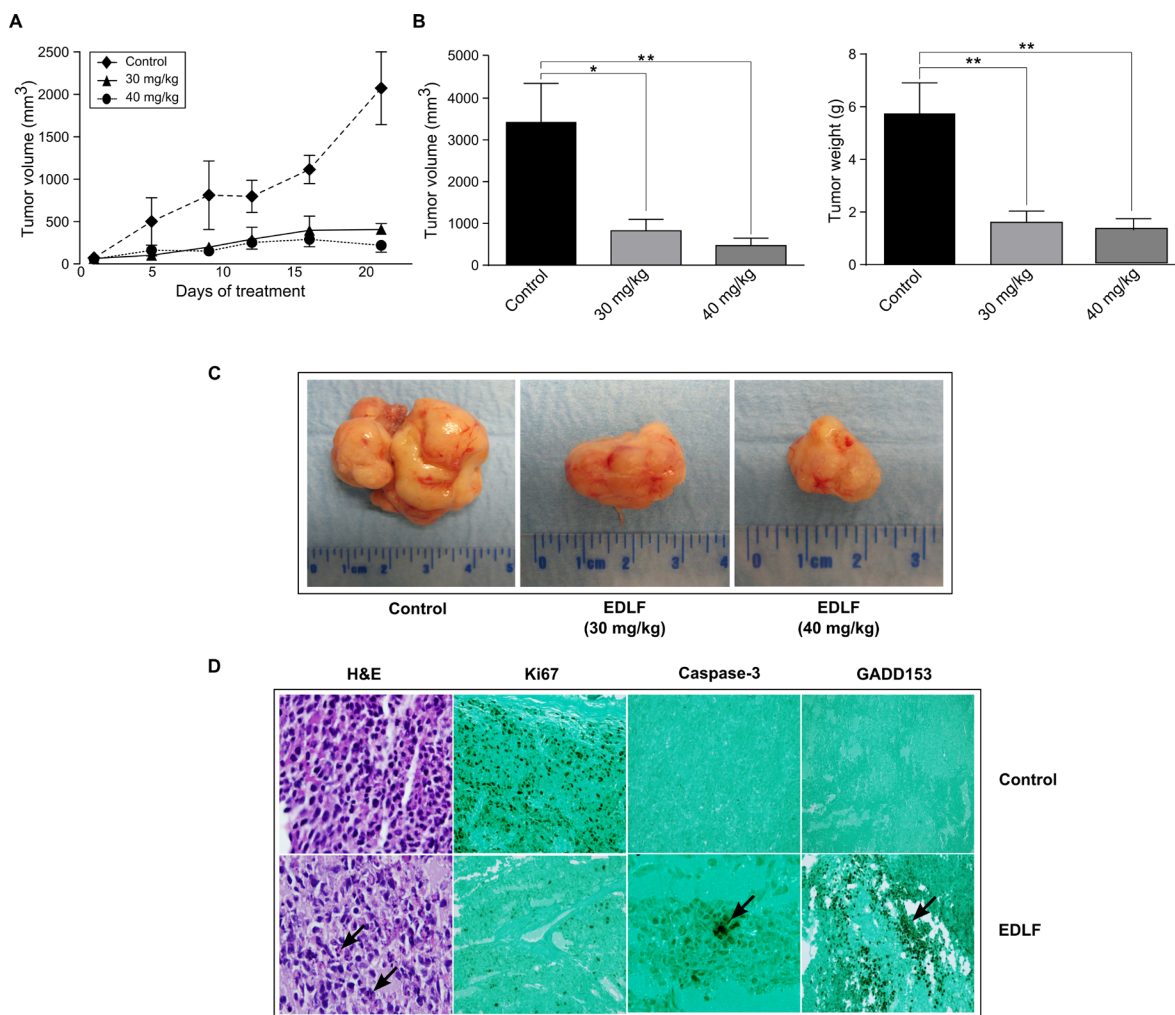 A
Tumor volume (mm3)
2500
2000
1500
1000
500
0
0
5
10
15
20
Days of treatment
Control
30 mg/kg
40 mg/kg
B
Tumor volume (mm3)
5000
4000
3000
2000
1000
0
*
**
Control
30 mg/kg
40 mg/kg
Tumor weight (g)
8
6
4
2
0
**
**
Control
30 mg/kg
40 mg/kg
C
0 1 cm 2 3 4 5
0 1 cm 2 3 4
0 1 cm 2 3
Control
EDLF
(30 mg/kg)
EDLF
(40 mg/kg)
D
H&E
Ki67
Caspase-3
GADD153
Control
EDLF